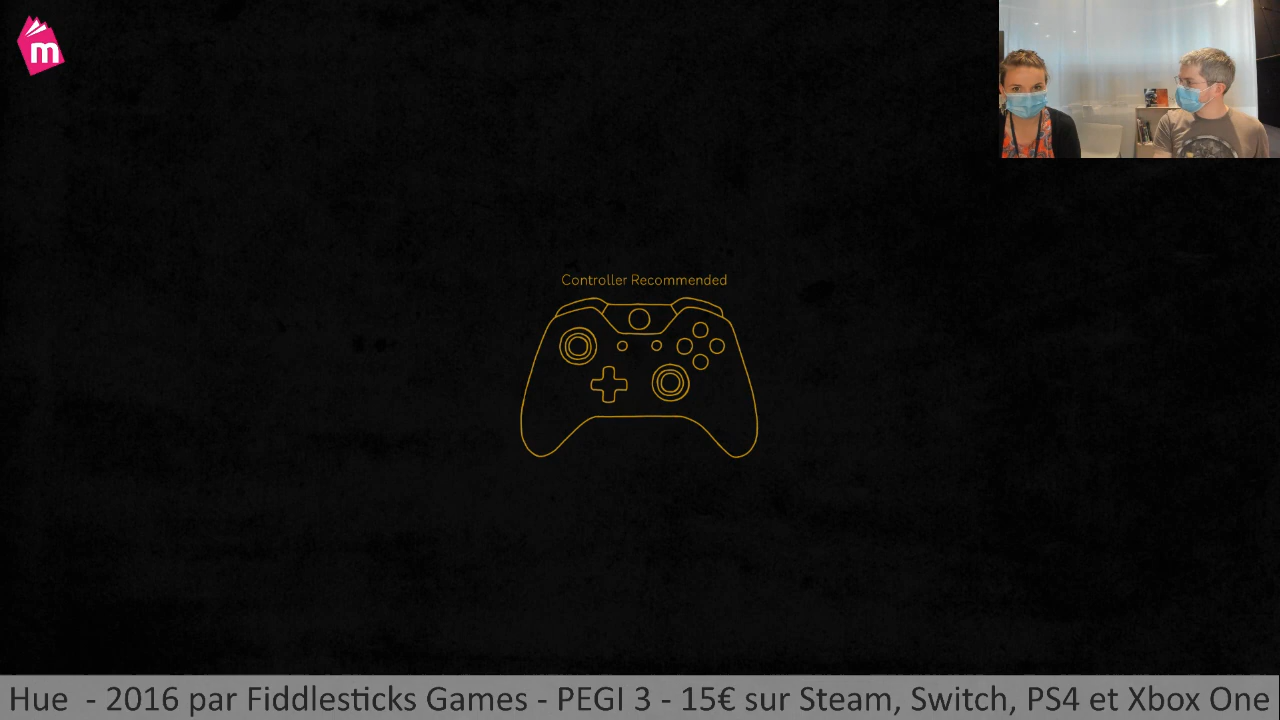 m
Controller Recommended
Hue - 2016 par Fiddlesticks Games - PEGI 3 - 15€ sur Steam, Switch, PS4 et Xbox One